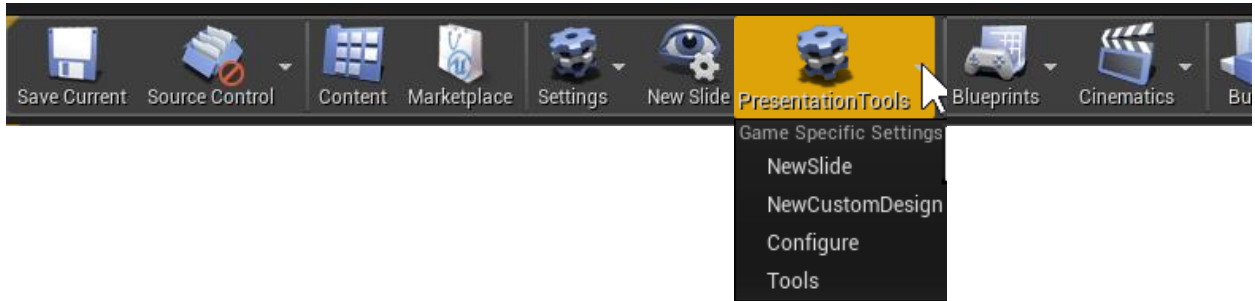 Save Current Source Control Content Marketplace Settings New Slide PresentationTools Blueprints Cinematics Bu
Game Specific Settings
NewSlide
NewCustomDesign
Configure
Tools